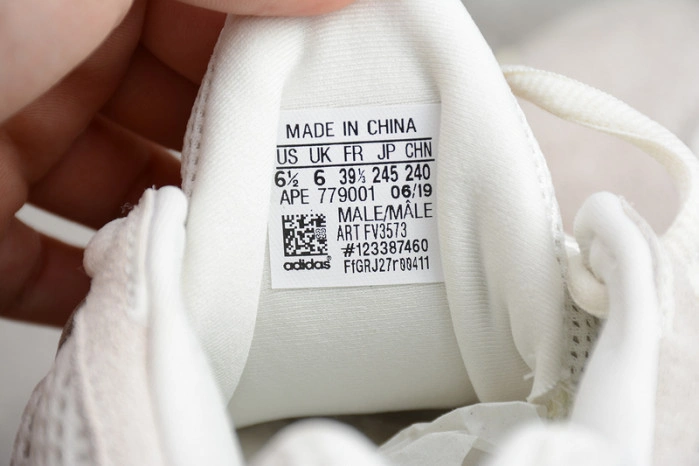 MADE IN CHINA
US UK FR JP CHN
6½ 6 39⅓ 245 240
APE 779001 06/19
MALE/MÂLE
ART FV3573
#123387460
adidas
FfGRJ27r00411